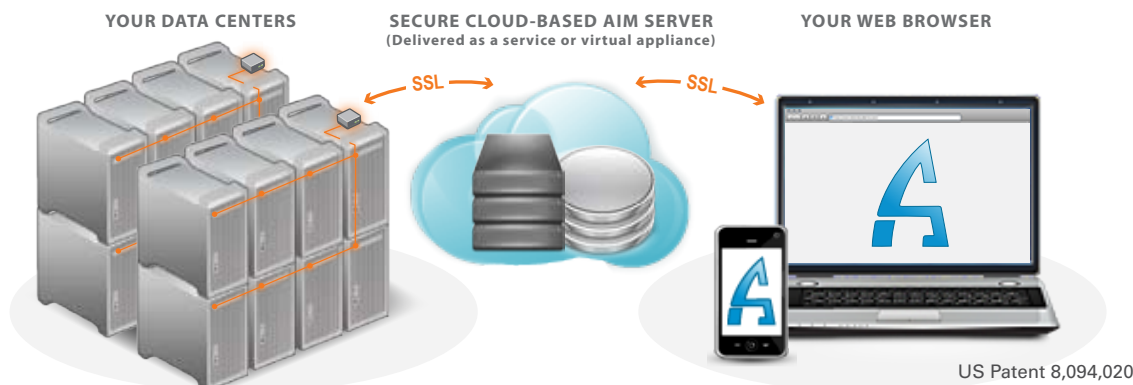 YOUR DATA CENTERS
SECURE CLOUD-BASED AIM SERVER
(Delivered as a service or virtual appliance)
YOUR WEB BROWSER
SSL
SSL
US Patent 8,094,020